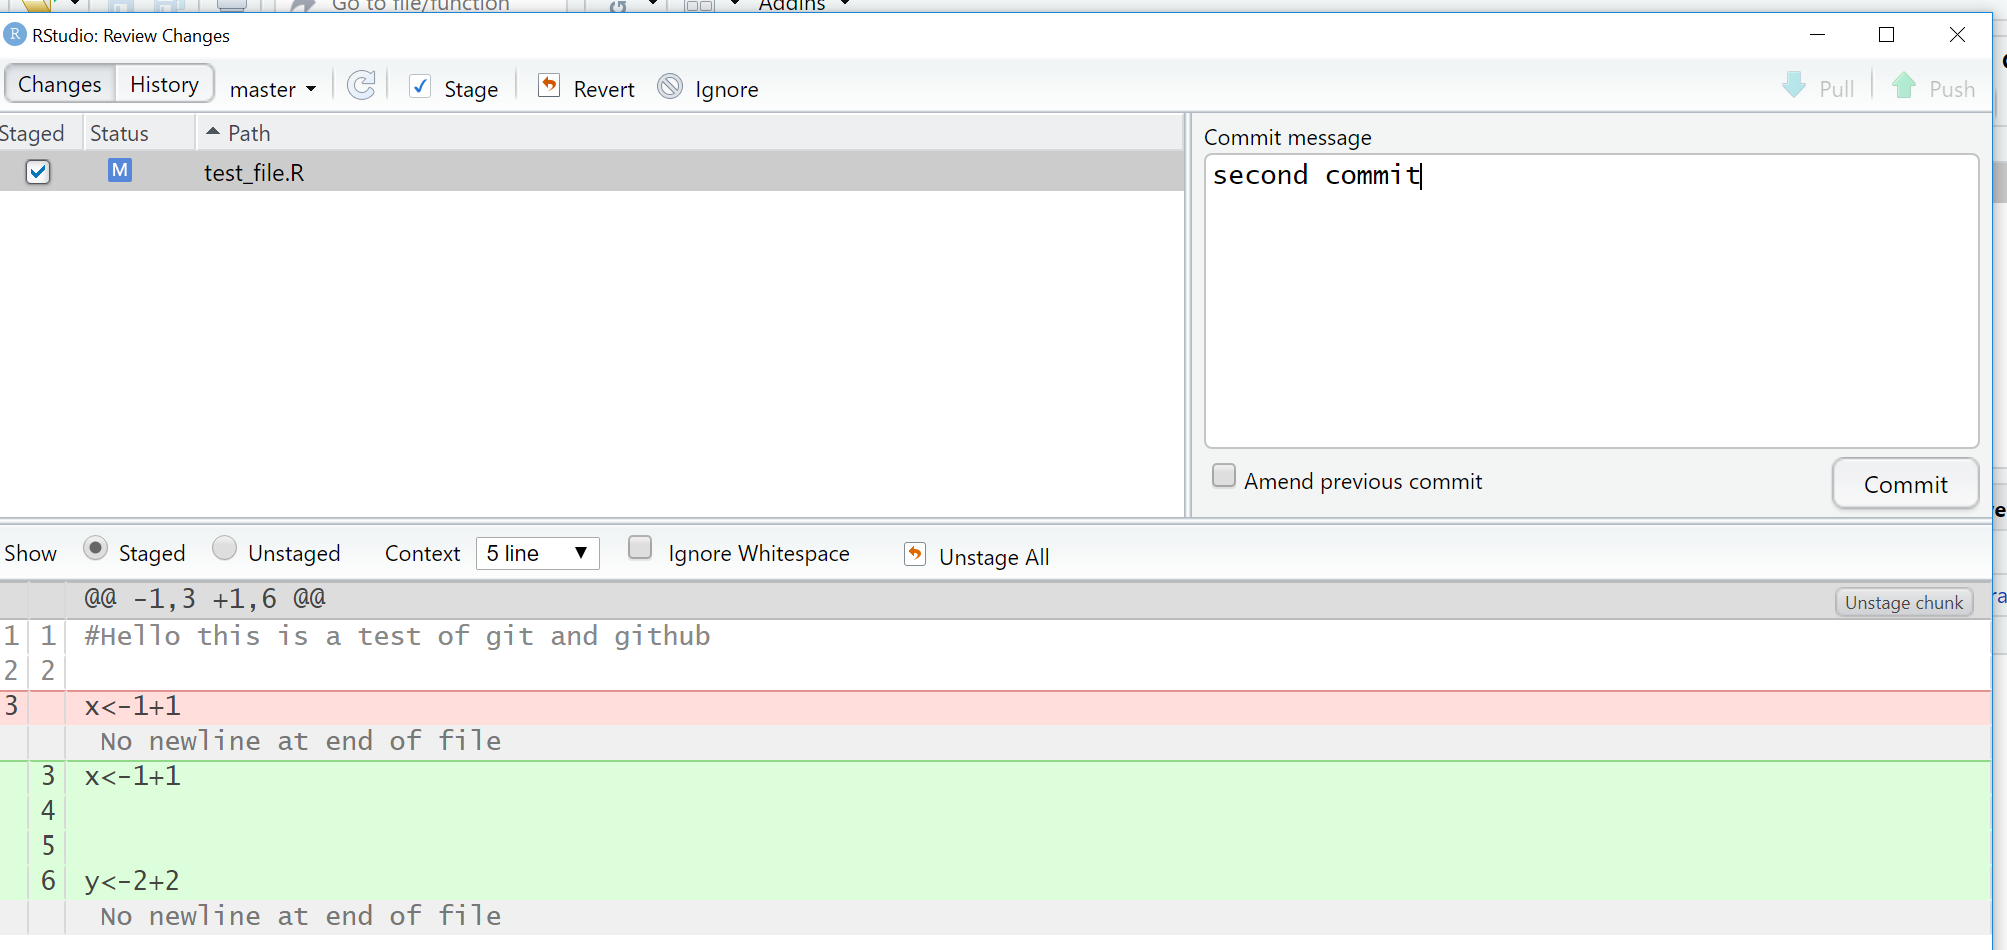 Go to file/function Addins
R RStudio: Review Changes
Changes History master Stage Revert Ignore Pull Push
Staged Status Path
M test_file.R
Commit message
second commit
Amend previous commit
Commit
Show Staged Unstaged Context 5 line Ignore Whitespace Unstage All
@@ -1,3 +1,6 @@ Unstage chunk
1 1 #Hello this is a test of git and github
2 2
3 x<-1+1
No newline at end of file
3 x<-1+1
4
5
6 y<-2+2
No newline at end of file